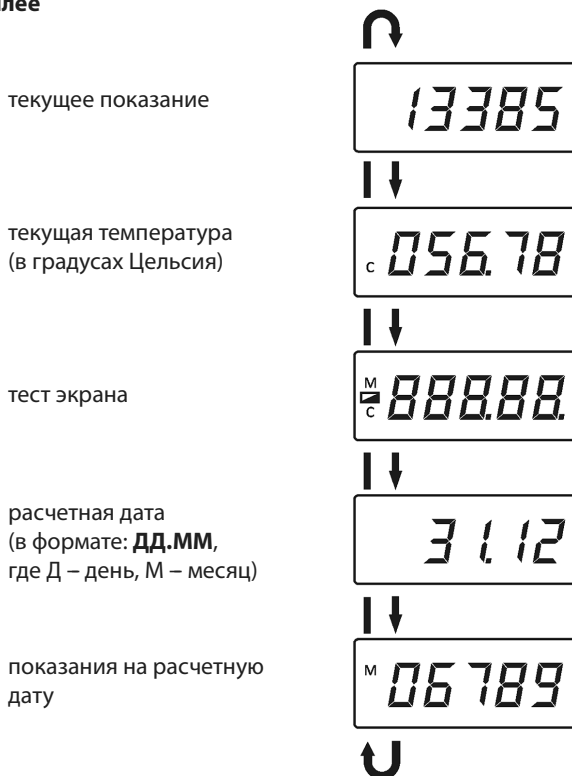 лее
текущее показание
13385
текущая температура
(в градусах Цельсия)
C 056.78
тест экрана
M
C 888.88.
расчетная дата
(в формате: ДД.ММ,
где Д – день, М – месяц)
31.12
показания на расчетную
дату
M 06789